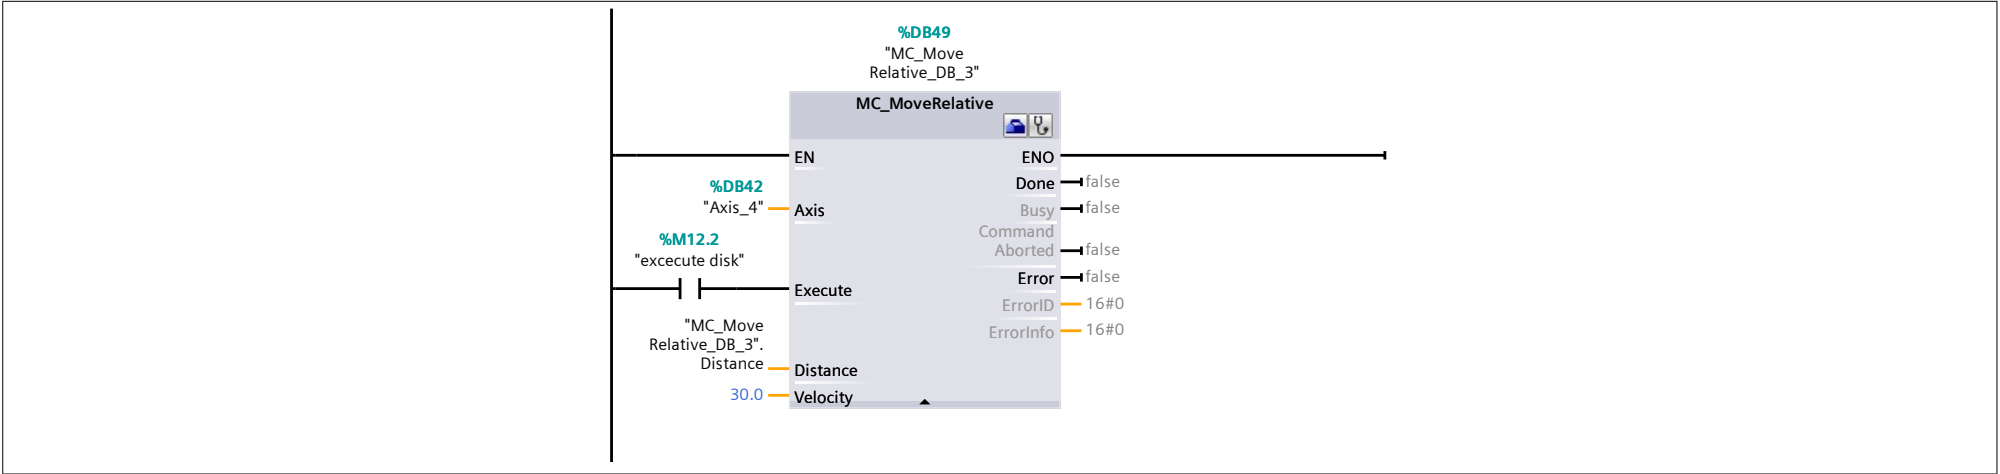 %DB49
"MC_Move
Relative_DB_3"
MC_MoveRelative
EN
ENO
%DB42
"Axis_4"
Axis
Done
false
Busy
false
Command
Aborted
false
%M12.2
"excecute disk"
Execute
Error
false
ErrorID
16#0
ErrorInfo
16#0
"MC_Move
Relative_DB_3".
Distance
Distance
30.0
Velocity